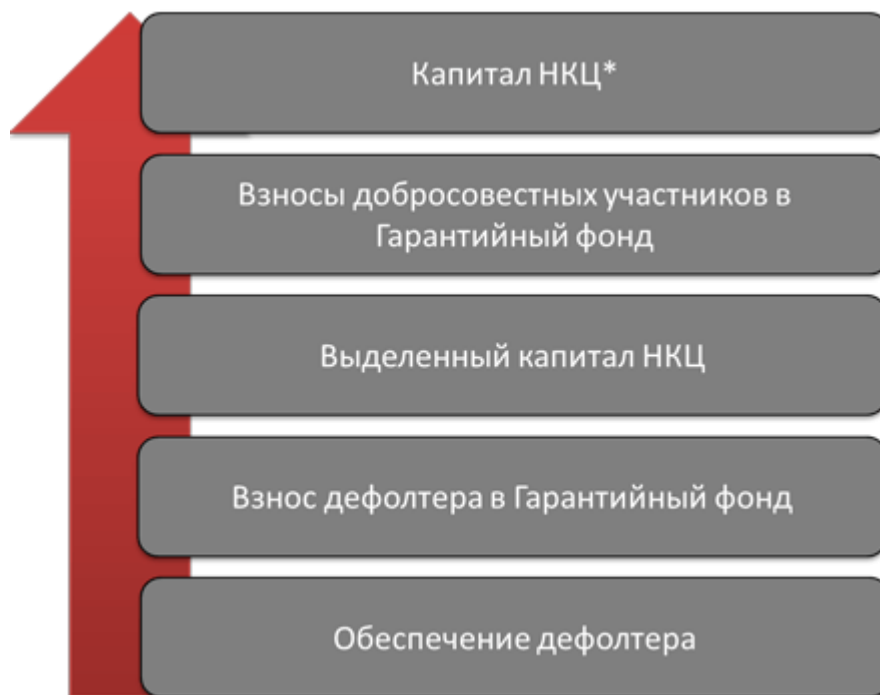 Капитал НКЦ*
Взносы добросовестных участников в
Гарантийный фонд
Выделенный капитал НКЦ
Взнос дефолтера в Гарантийный фонд
Обеспечение дефолтера